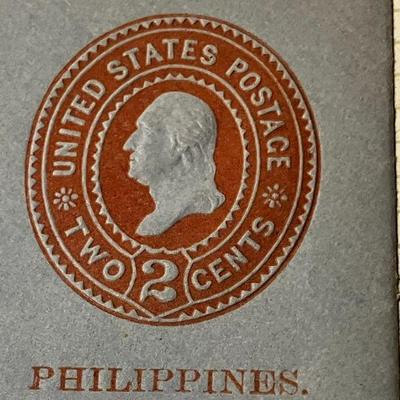 UNITED STATES POSTAGE
TWO 2 CENTS
PHILIPPINES.